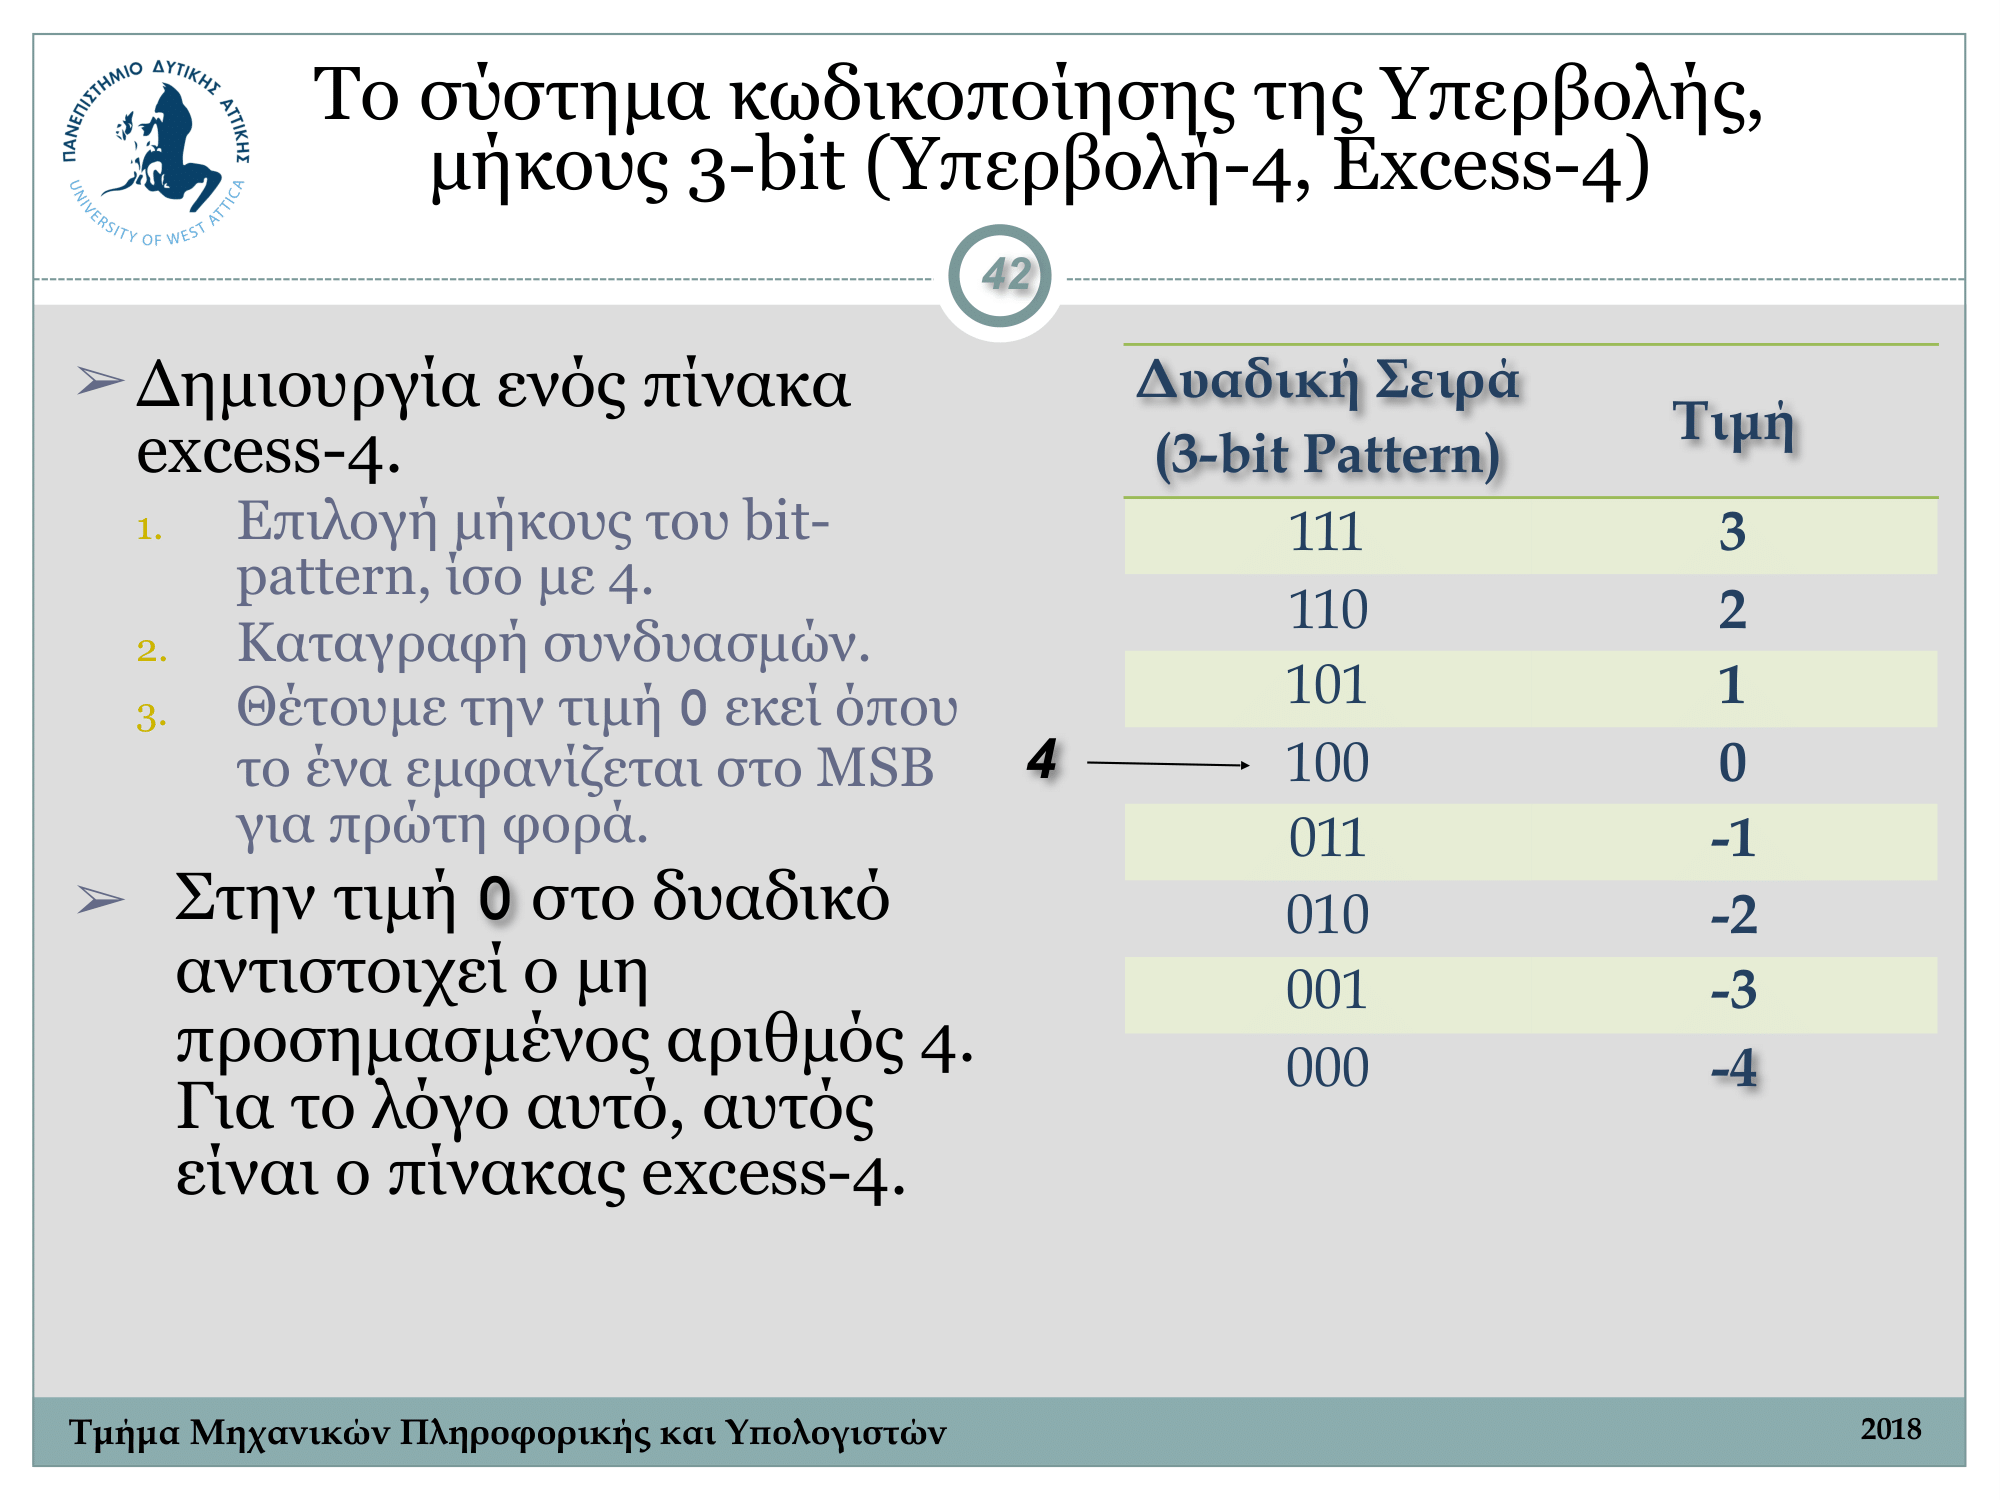 ΠΑΝΕΠΙΣΤΗΜΙΟ ΔΥΤΙΚΗΣ ΑΤΤΙΚΗΣ
UNIVERSITY OF WEST ATTICA
Το σύστημα κωδικοποίησης της Υπερβολής,
μήκους 3-bit (Υπερβολή-4, Excess-4)
42
➢ Δημιουργία ενός πίνακα
excess-4.
1. Επιλογή μήκους του bit-
pattern, ίσο με 4.
2. Καταγραφή συνδυασμών.
3. Θέτουμε την τιμή 0 εκεί όπου
το ένα εμφανίζεται στο MSB
για πρώτη φορά.
➢ Στην τιμή 0 στο δυαδικό
αντιστοιχεί ο μη
προσημασμένος αριθμός 4.
Για το λόγο αυτό, αυτός
είναι ο πίνακας excess-4.
4
Δυαδική Σειρά
(3-bit Pattern) Τιμή
111 3
110 2
101 1
100 0
011 -1
010 -2
001 -3
000 -4
Τμήμα Μηχανικών Πληροφορικής και Υπολογιστών 2018